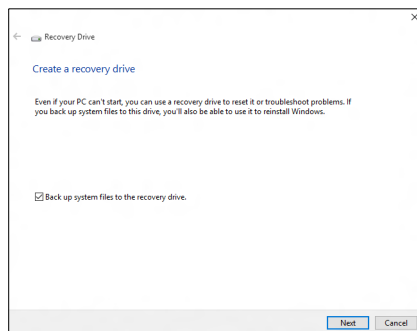 Recovery Drive
Create a recovery drive
Even if your PC can't start, you can use a recovery drive to reset it or troubleshoot problems. If
you back up system files to this drive, you'll also be able to use it to reinstall Windows.
Back up system files to the recovery drive.
Next Cancel